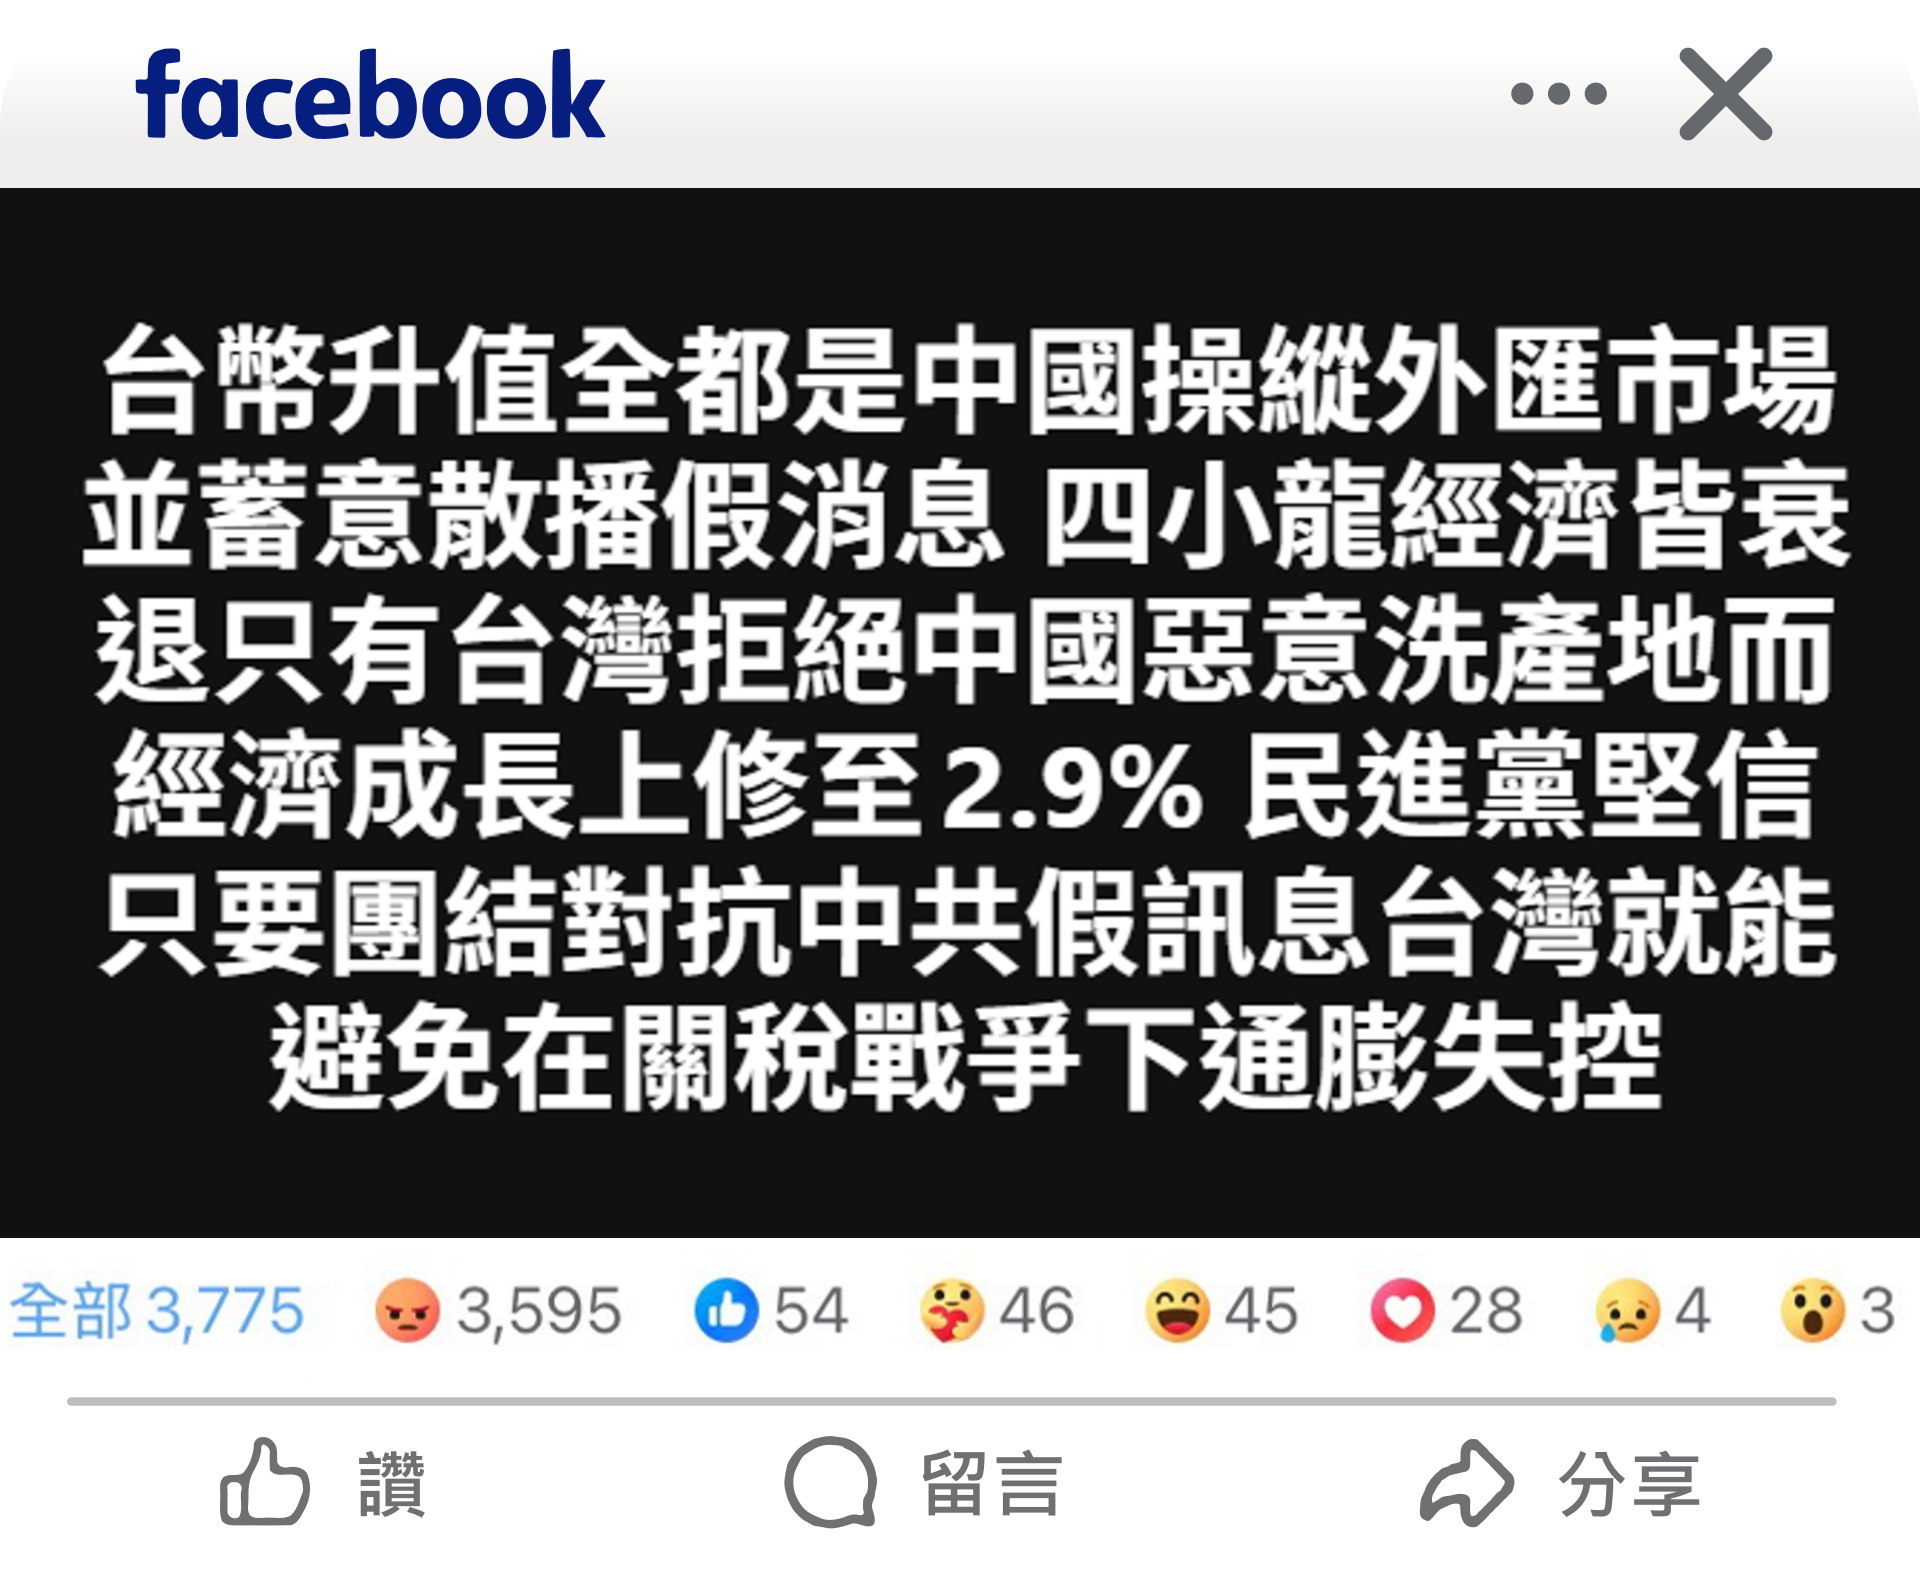 facebook
台幣升值全都是中國操縱外匯市場
並蓄意散播假消息 四小龍經濟皆衰
退只有台灣拒絕中國惡意洗產地而
經濟成長上修至2.9% 民進黨堅信
只要團結對抗中共假訊息台灣就能
避免在關稅戰爭下通膨失控
全部 3,775 3,595 54 46 45 28 4 3
讚 留言 分享